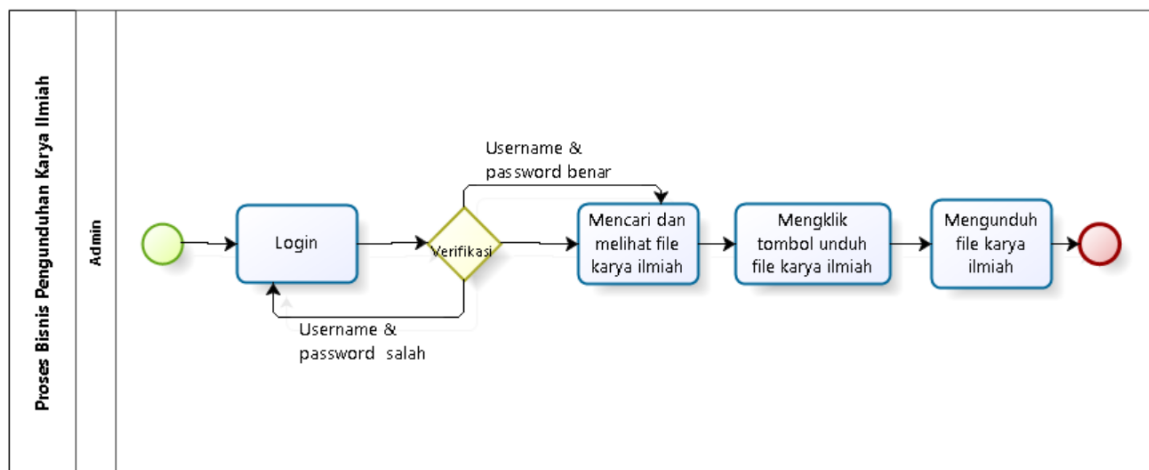 Proses Bisnis Pengunduhan Karya Ilmiah
Admin
Login
Verifikasi
Username &
password benar
Username &
password salah
Mencari dan
melihat file
karya ilmiah
Mengklik
tombol unduh
file karya ilmiah
Mengunduh
file karya
ilmiah